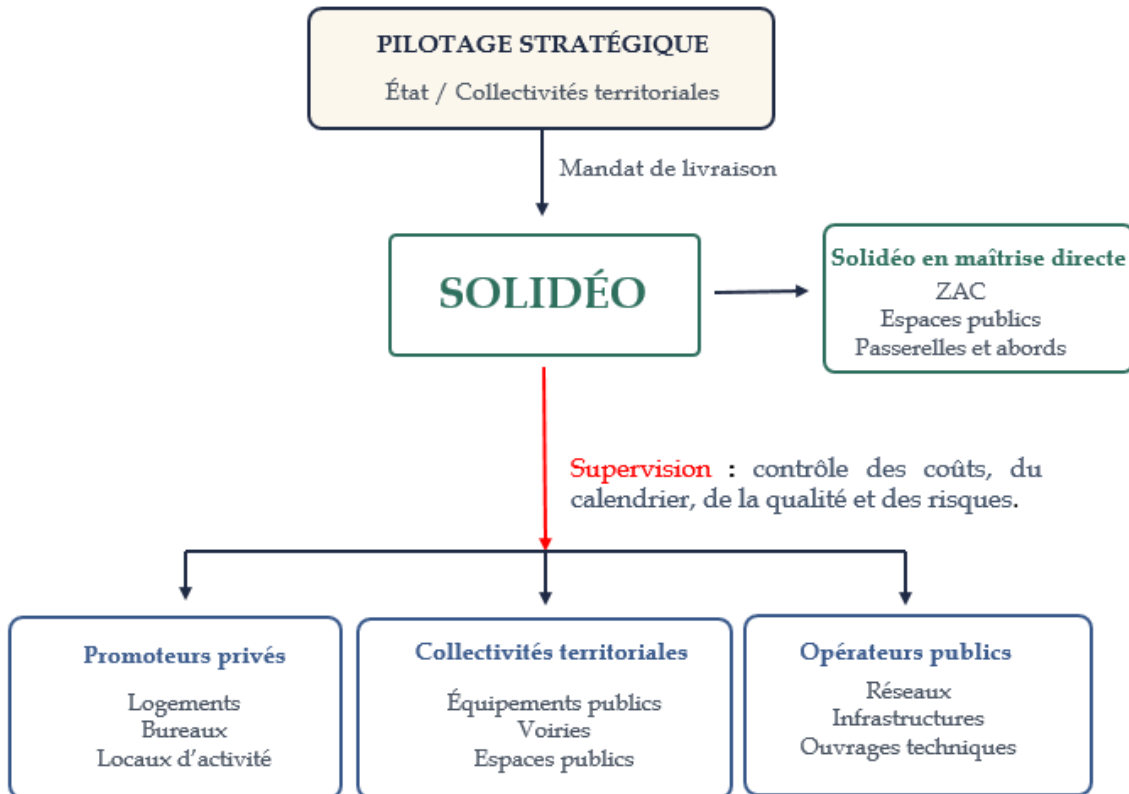 PILOTAGE STRATÉGIQUE
État / Collectivités territoriales
Mandat de livraison
SOLIDÉO
Solidéo en maîtrise directe
ZAC
Espaces publics
Passerelles et abords
Supervision : contrôle des coûts, du
calendrier, de la qualité et des risques.
Promoteurs privés
Logements
Bureaux
Locaux d’activité
Collectivités territoriales
Équipements publics
Voiries
Espaces publics
Opérateurs publics
Réseaux
Infrastructures
Ouvrages techniques